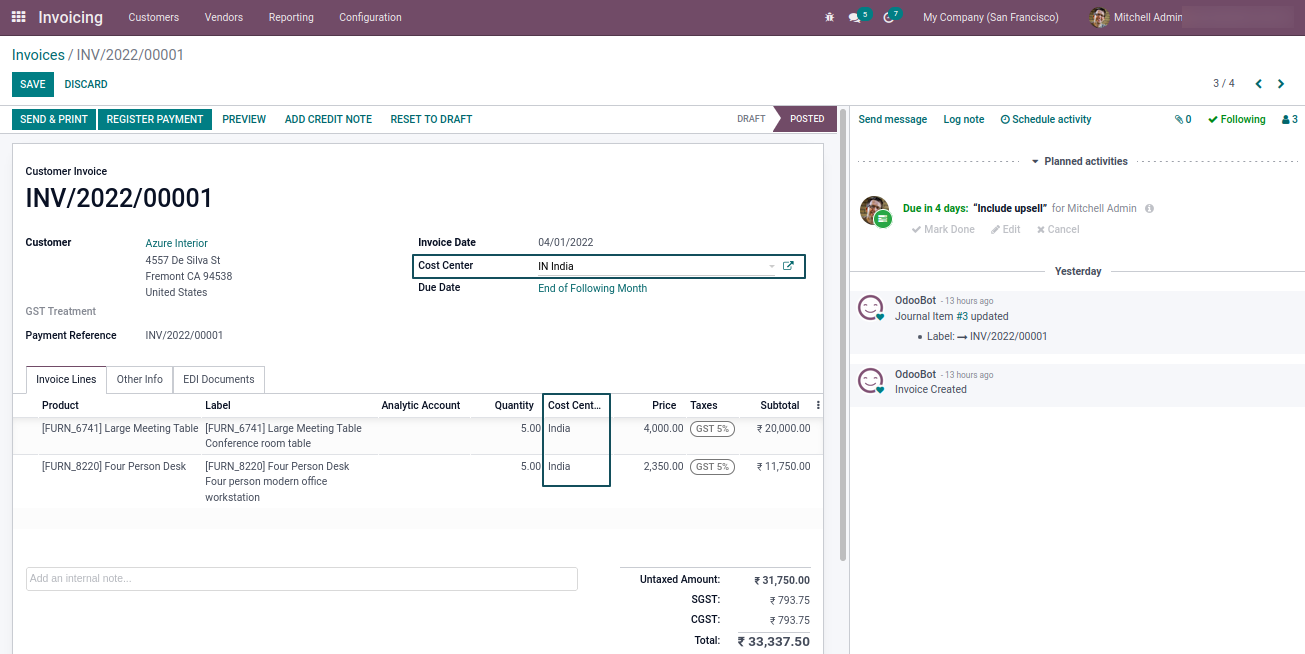 Invoicing Customers Vendors Reporting Configuration 5 7 My Company (San Francisco) Mitchell Admin
Invoices / INV/2022/00001
SAVE DISCARD 3 / 4
SEND & PRINT REGISTER PAYMENT PREVIEW ADD CREDIT NOTE RESET TO DRAFT DRAFT POSTED
Customer Invoice
INV/2022/00001
Customer Azure Interior
4557 De Silva St
Fremont CA 94538
United States
GST Treatment
Payment Reference INV/2022/00001
Invoice Date 04/01/2022
Cost Center IN India
Due Date End of Following Month
Invoice Lines Other Info EDI Documents
Product Label Analytic Account Quantity Cost Cent... Price Taxes Subtotal
[FURN_6741] Large Meeting Table [FURN_6741] Large Meeting Table 5.00 India 4,000.00 GST 5% ₹ 20,000.00
Conference room table
[FURN_8220] Four Person Desk [FURN_8220] Four Person Desk 5.00 India 2,350.00 GST 5% ₹ 11,750.00
Four person modern office
workstation
Add an internal note...
Untaxed Amount: ₹ 31,750.00
SGST: ₹ 793.75
CGST: ₹ 793.75
Total: ₹ 33,337.50
Send message Log note Schedule activity 0 Following 3
Planned activities
Due in 4 days: "Include upsell" for Mitchell Admin
Mark Done Edit Cancel
Yesterday
OdooBot - 13 hours ago
Journal Item #3 updated
• Label: → INV/2022/00001
OdooBot - 13 hours ago
Invoice Created